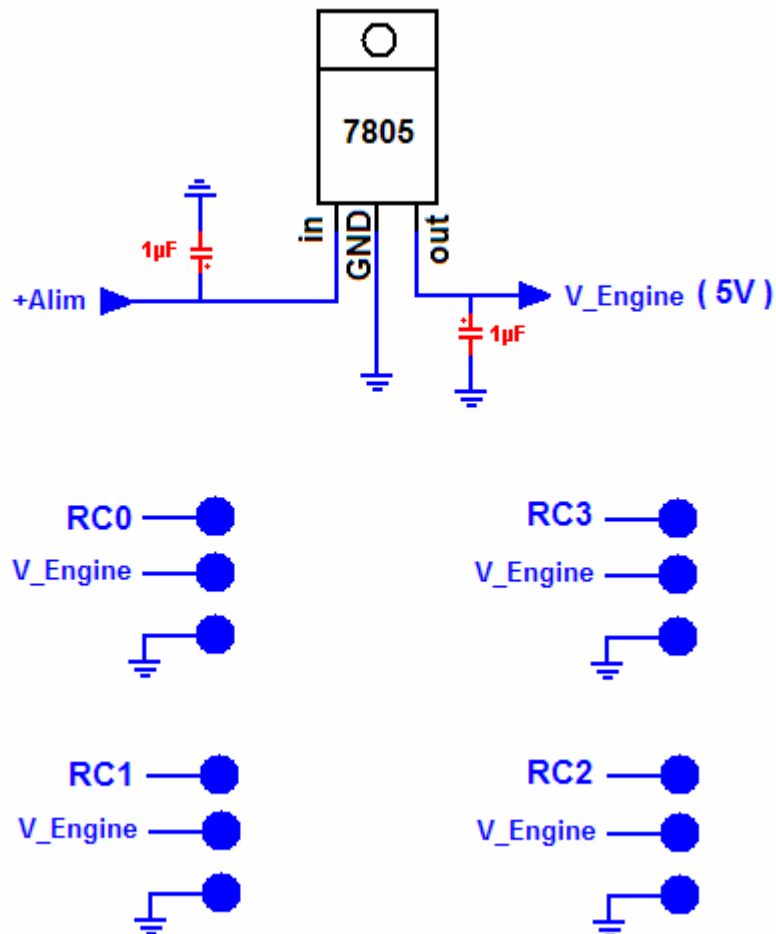 7805
in
GND
out
1µF
+Alim
V_Engine ( 5V )
1µF
RC0
V_Engine
RC3
V_Engine
RC1
V_Engine
RC2
V_Engine